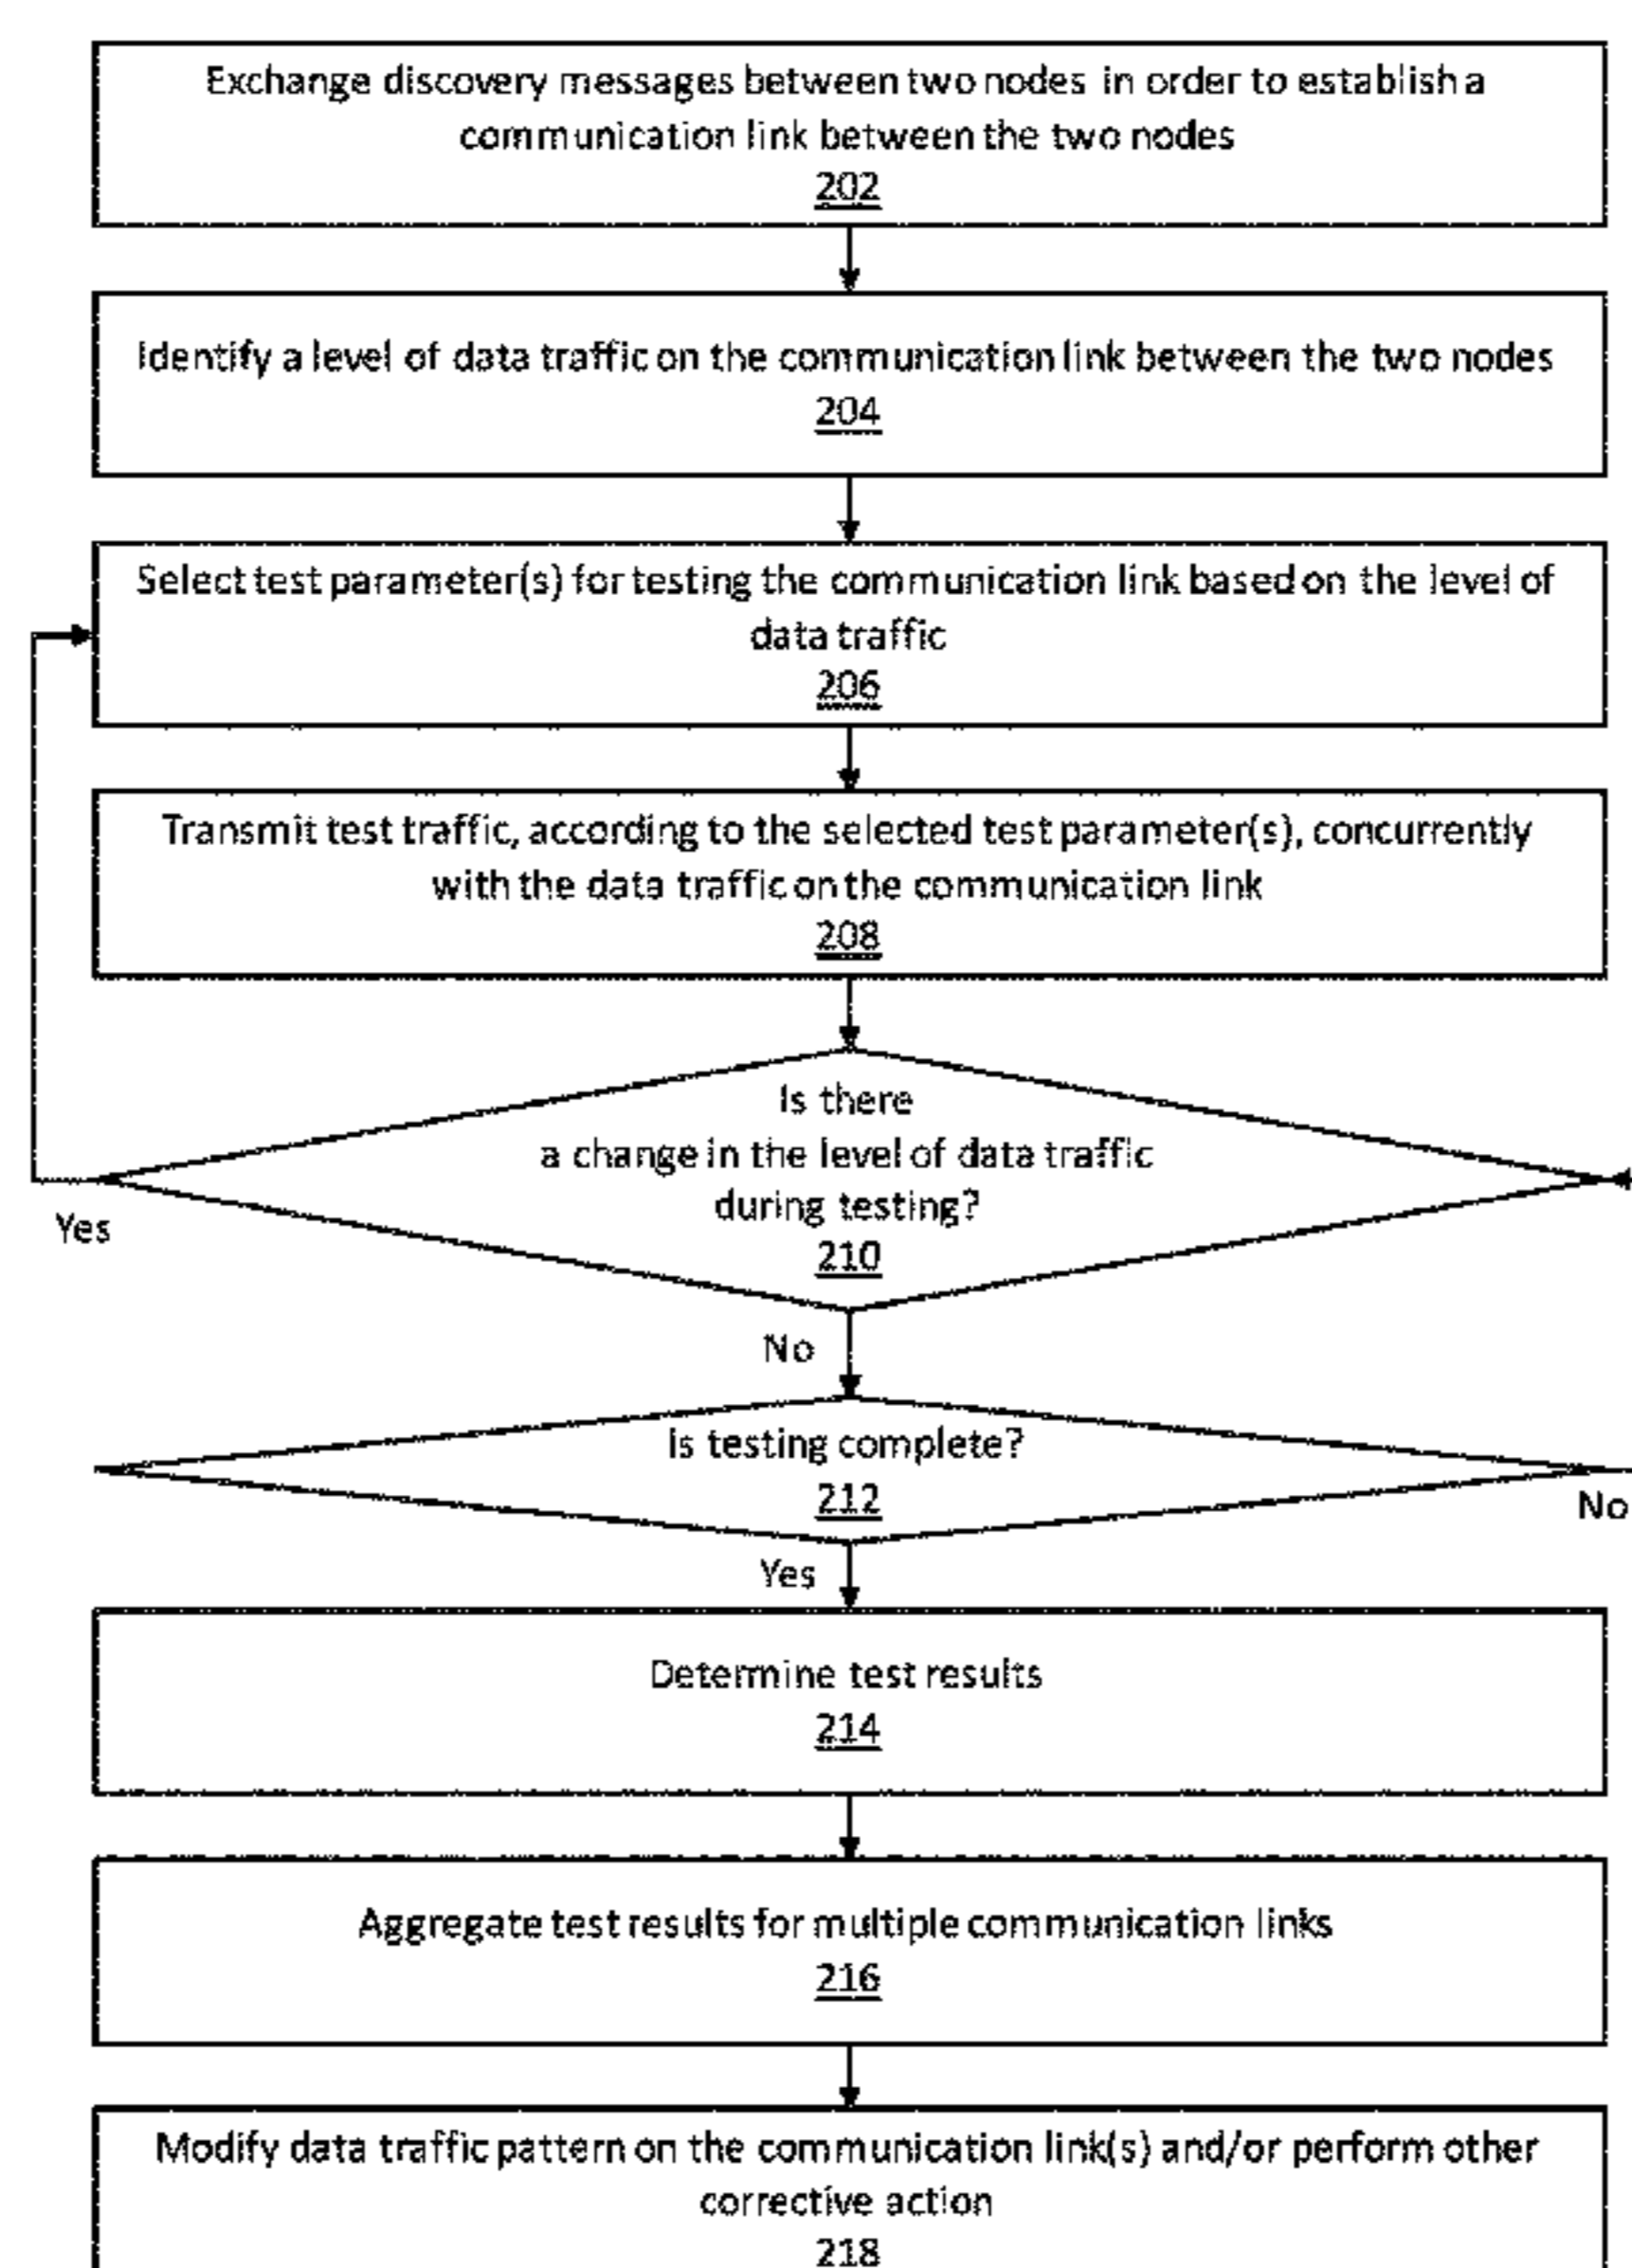 Exchange discovery messages between two nodes in order to establish a
communication link between the two nodes
202
Identify a level of data traffic on the communication link between the two nodes
204
Select test parameter(s) for testing the communication link based on the level of
data traffic
206
Transmit test traffic, according to the selected test parameter(s), concurrently
with the data traffic on the communication link
208
Is there
a change in the level of data traffic
during testing?
210
Yes
No
Is testing complete?
212
No
Yes
Determine test results
214
Aggregate test results for multiple communication links
216
Modify data traffic pattern on the communication link(s) and/or perform other
corrective action
218